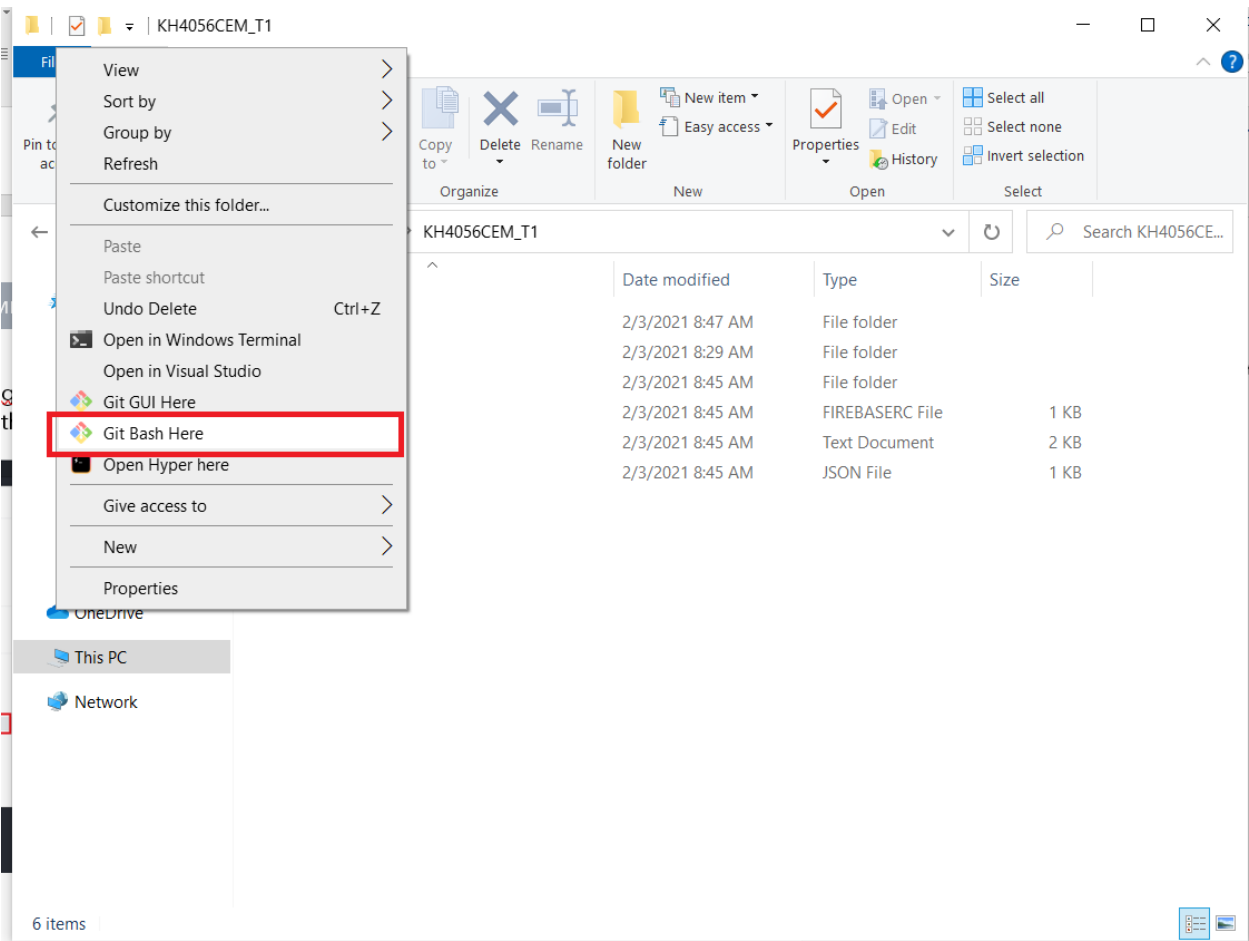 KH4056CEM_T1
Fil
View
Sort by
Group by
Refresh
Customize this folder...
Paste
Paste shortcut
Undo Delete Ctrl+Z
Open in Windows Terminal
Open in Visual Studio
Git GUI Here
Git Bash Here
Open Hyper here
Give access to
New
Properties
Pin to
ac
Copy
to
Delete
Rename
Organize
New
folder
New item
Easy access
New
Properties
Open
Edit
History
Open
Select all
Select none
Invert selection
Select
KH4056CEM_T1
Search KH4056CE...
Date modified Type Size
2/3/2021 8:47 AM File folder
2/3/2021 8:29 AM File folder
2/3/2021 8:45 AM File folder
2/3/2021 8:45 AM FIREBASERC File 1 KB
2/3/2021 8:45 AM Text Document 2 KB
2/3/2021 8:45 AM JSON File 1 KB
OneDrive
This PC
Network
6 items